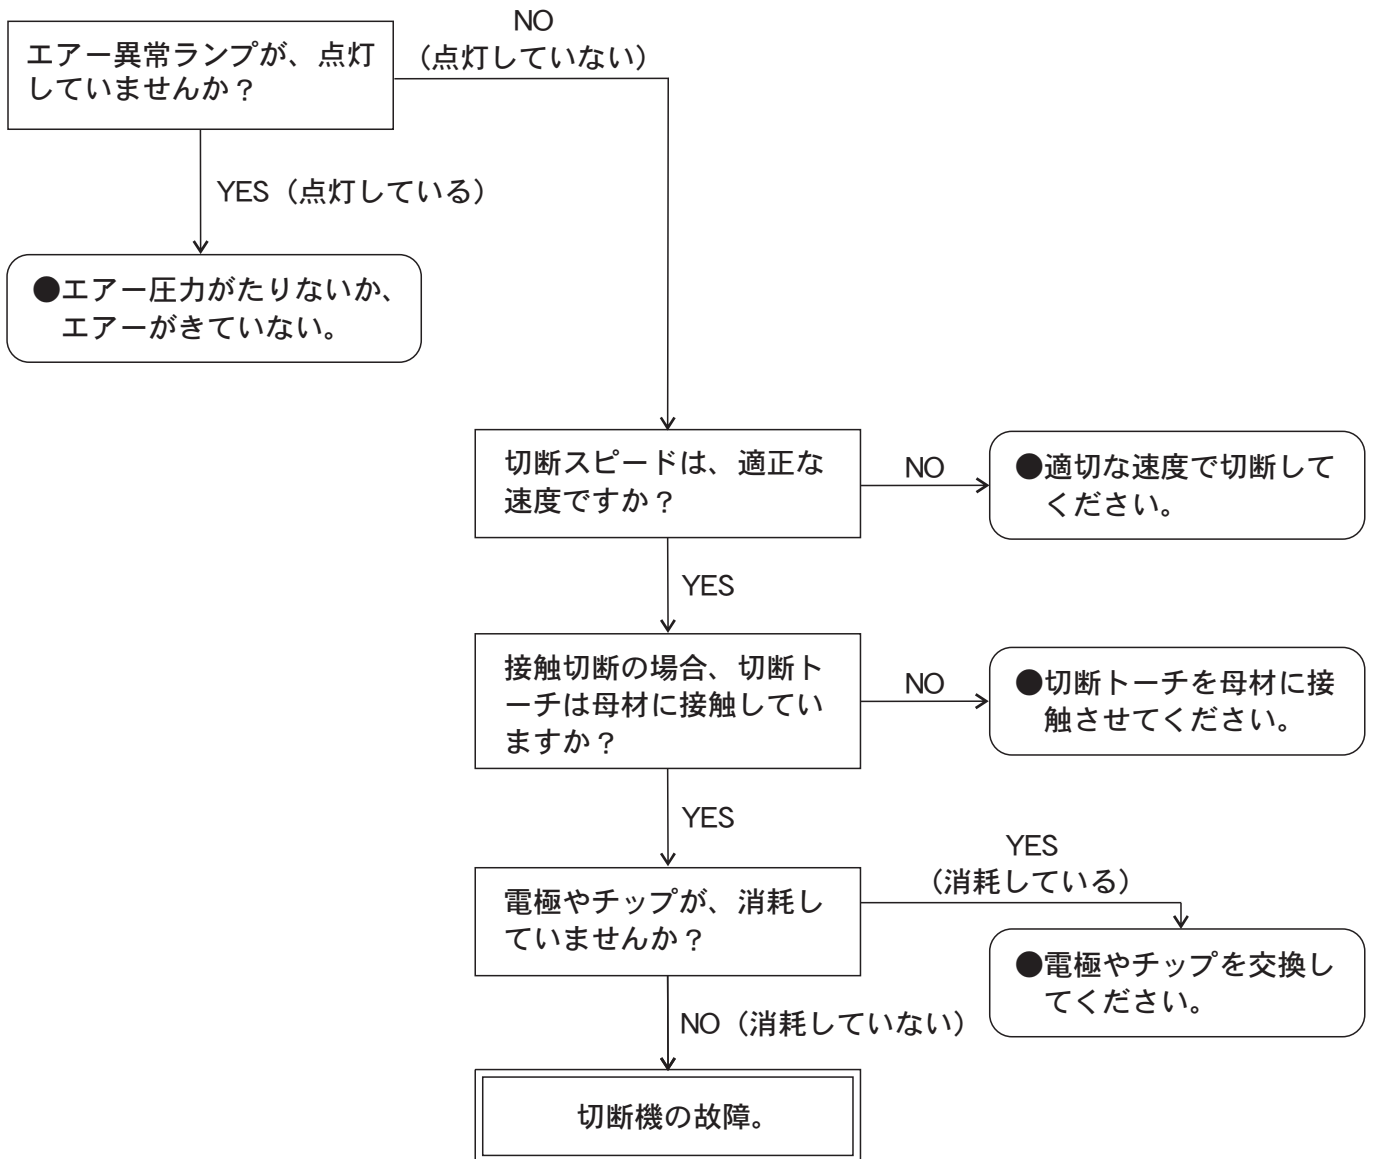 NO
（点灯していない）
エアー異常ランプが、点灯
していませんか？
YES（点灯している）
●エアー圧力がたりないか、
エアーがきていない。
切断スピードは、適正な
速度ですか？
NO
●適切な速度で切断して
ください。
YES
接触切断の場合、切断ト
ーチは母材に接触してい
ますか？
NO
●切断トーチを母材に接
触させてください。
YES
電極やチップが、消耗し
ていませんか？
YES
（消耗している）
●電極やチップを交換し
てください。
NO（消耗していない）
切断機の故障。